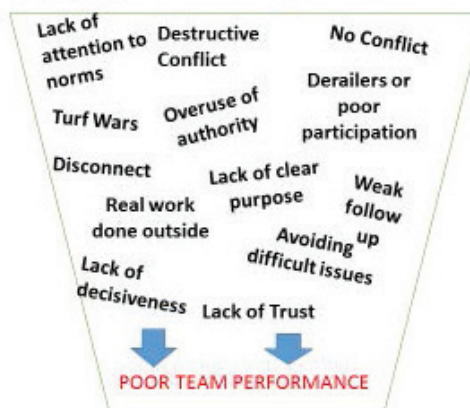 Lack of
attention to
norms
Destructive
Conflict
No Conflict
Derailers or
poor
participation
Turf Wars
Overuse of
authority
Disconnect
Lack of clear
purpose
Weak
follow
up
Real work
done outside
Avoiding
difficult issues
Lack of
decisiveness
Lack of Trust
POOR TEAM PERFORMANCE